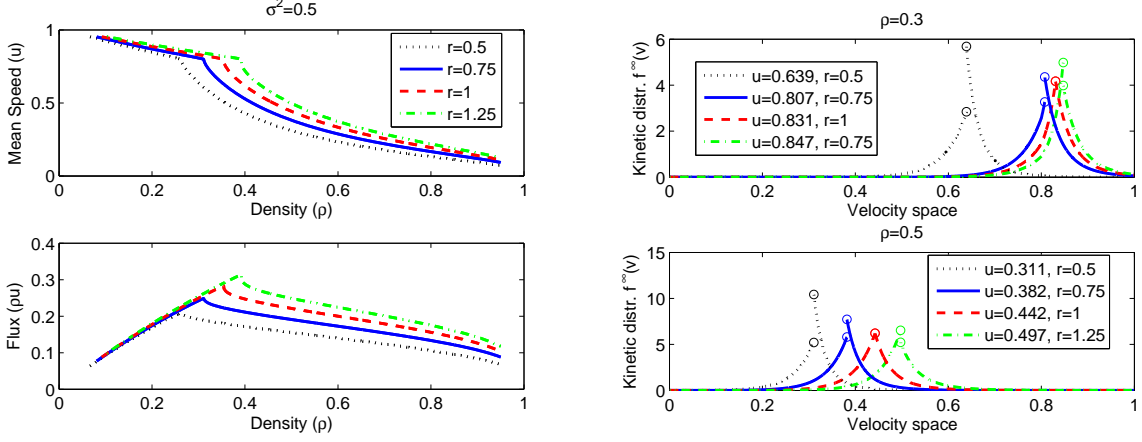 σ²=0.5
Mean Speed (u)
1
0.5
0
r=0.5
r=0.75
r=1
r=1.25
0
0.2
0.4
0.6
0.8
1
Density (ρ)
Flux (ρu)
0.4
0.3
0.2
0.1
0
0
0.2
0.4
0.6
0.8
1
Density (ρ)
ρ=0.3
Kinetic distr. f^∞(v)
6
4
2
0
u=0.639, r=0.5
u=0.807, r=0.75
u=0.831, r=1
u=0.847, r=0.75
0
0.2
0.4
0.6
0.8
1
Velocity space
ρ=0.5
Kinetic distr. f^∞(v)
15
10
5
0
u=0.311, r=0.5
u=0.382, r=0.75
u=0.442, r=1
u=0.497, r=1.25
0
0.2
0.4
0.6
0.8
1
Velocity space